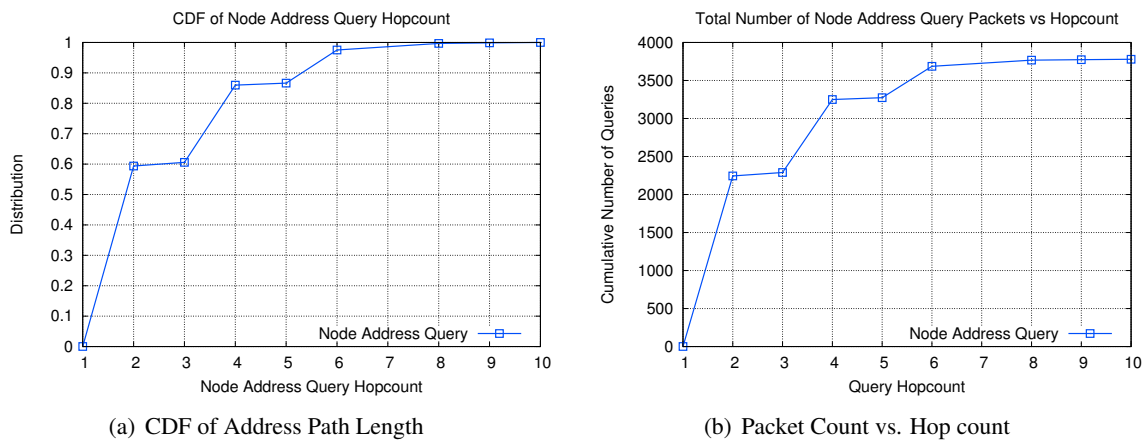 CDF of Node Address Query Hopcount
1
0.9
0.8
0.7
0.6
0.5
0.4
0.3
0.2
0.1
0
Distribution
Node Address Query
1 2 3 4 5 6 7 8 9 10
Node Address Query Hopcount
(a) CDF of Address Path Length
Total Number of Node Address Query Packets vs Hopcount
4000
3500
3000
2500
2000
1500
1000
500
0
Cumulative Number of Queries
Node Address Query
1 2 3 4 5 6 7 8 9 10
Query Hopcount
(b) Packet Count vs. Hop count